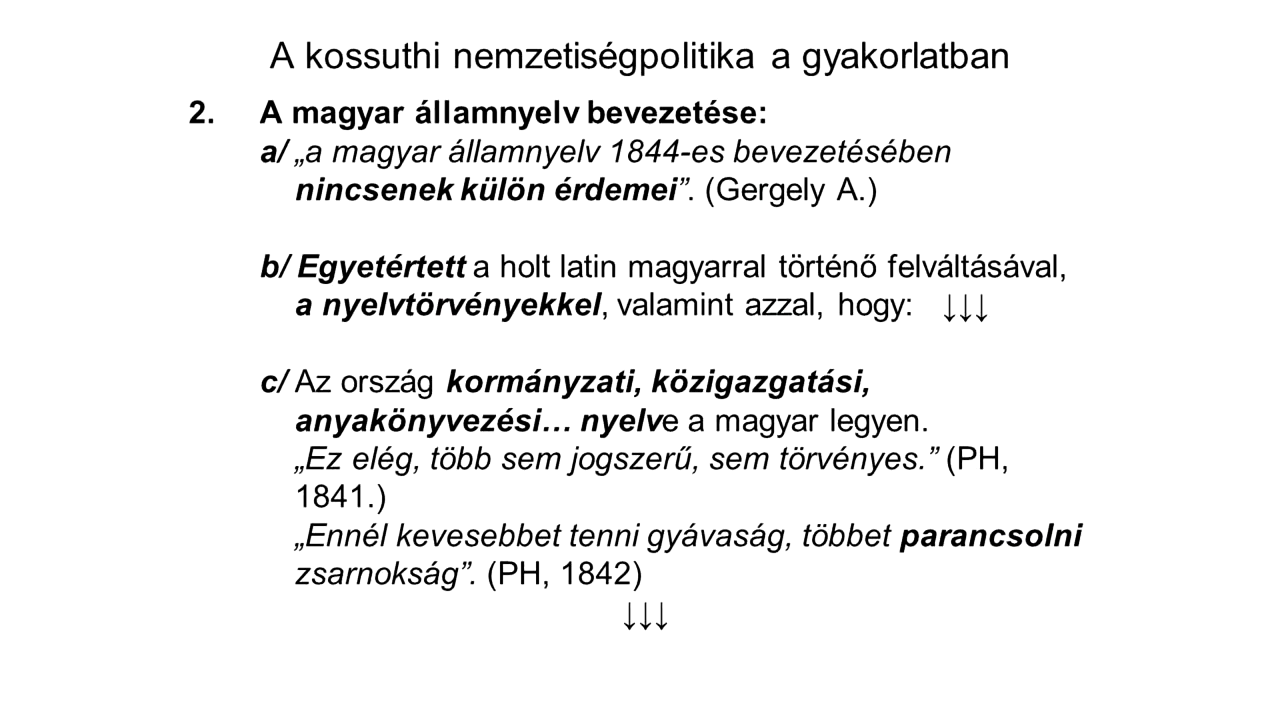 A kossuthi nemzetiségpolitika a gyakorlatban
2. A magyar államnyelv bevezetése:
a/ „a magyar államnyelv 1844-es bevezetésében
nincsenek külön érdemei”. (Gergely A.)
b/ Egyetértett a holt latin magyarral történő felváltásával,
a nyelvtörvényekkel, valamint azzal, hogy: ↓↓↓
c/ Az ország kormányzati, közigazgatási,
anyakönyvezési… nyelve a magyar legyen.
„Ez elég, több sem jogszerű, sem törvényes.” (PH,
1841.)
„Ennél kevesebbet tenni gyávaság, többet parancsolni
zsarnokság”. (PH, 1842)
↓↓↓